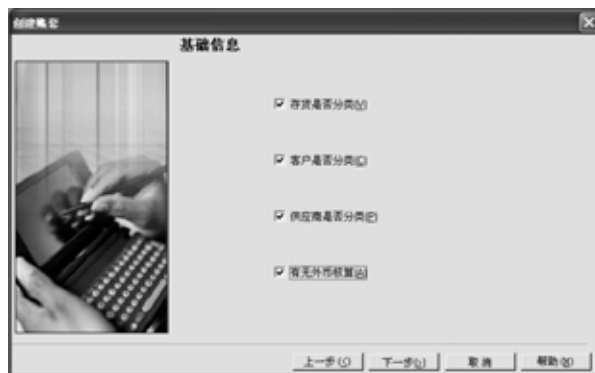 创建账套
基础信息
存货是否分类(V)
客户是否分类(C)
供应商是否分类(P)
有无外币核算(A)
上一步(S) 下一步(L) 取消 帮助(X)